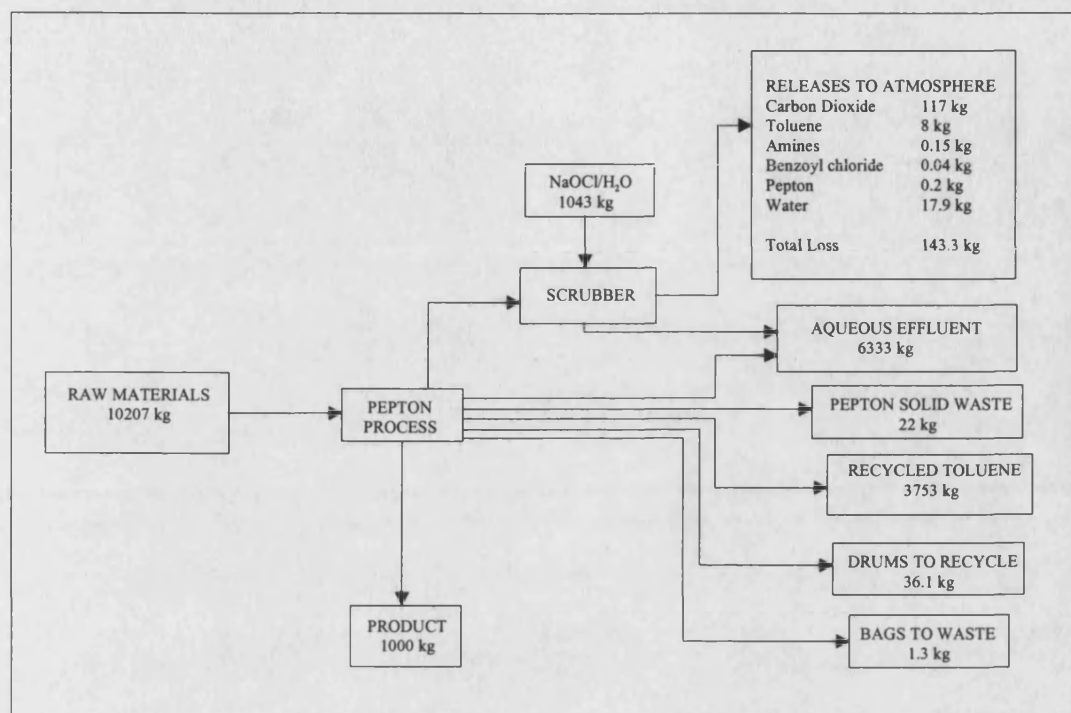 RELEASES TO ATMOSPHERE
Carbon Dioxide 117 kg
Toluene 8 kg
Amines 0.15 kg
Benzoyl chloride 0.04 kg
Pepton 0.2 kg
Water 17.9 kg
Total Loss 143.3 kg
NaOCl/H₂O
1043 kg
SCRUBBER
AQUEOUS EFFLUENT
6333 kg
RAW MATERIALS
10207 kg
PEPTON
PROCESS
PEPTON SOLID WASTE
22 kg
RECYCLED TOLUENE
3753 kg
DRUMS TO RECYCLE
36.1 kg
PRODUCT
1000 kg
BAGS TO WASTE
1.3 kg